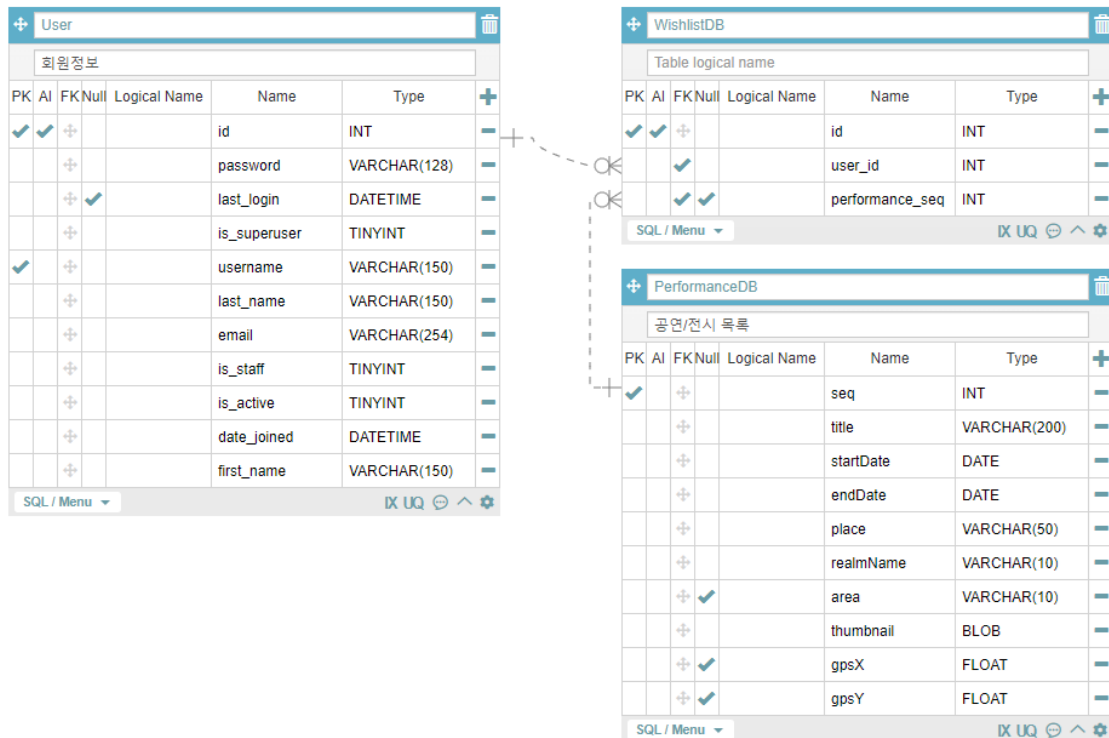 User
회원정보
PK AI FK Null Logical Name Name Type
id INT
password VARCHAR(128)
last_login DATETIME
is_superuser TINYINT
username VARCHAR(150)
last_name VARCHAR(150)
email VARCHAR(254)
is_staff TINYINT
is_active TINYINT
date_joined DATETIME
first_name VARCHAR(150)
SQL / Menu IX UQ
WishlistDB
Table logical name
PK AI FK Null Logical Name Name Type
id INT
user_id INT
performance_seq INT
SQL / Menu IX UQ
PerformanceDB
공연/전시 목록
PK AI FK Null Logical Name Name Type
seq INT
title VARCHAR(200)
startDate DATE
endDate DATE
place VARCHAR(50)
realmName VARCHAR(10)
area VARCHAR(10)
thumbnail BLOB
gpsX FLOAT
gpsY FLOAT
SQL / Menu IX UQ